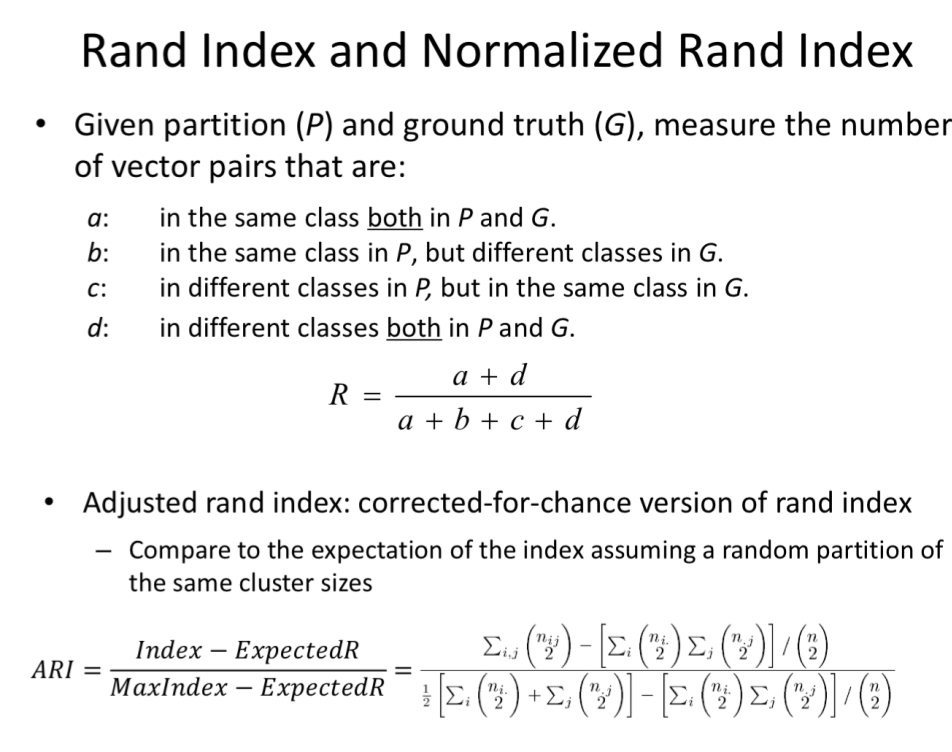 Rand Index and Normalized Rand Index
• Given partition (P) and ground truth (G), measure the number
of vector pairs that are:
a: in the same class both in P and G.
b: in the same class in P, but different classes in G.
c: in different classes in P, but in the same class in G.
d: in different classes both in P and G.
R = \frac{a + d}{a + b + c + d}
• Adjusted rand index: corrected-for-chance version of rand index
– Compare to the expectation of the index assuming a random partition of
the same cluster sizes
ARI = \frac{Index - ExpectedR}{MaxIndex - ExpectedR} = \frac{\sum_{i,j} \binom{n_{ij}}{2} - [\sum_i \binom{n_{i.}}{2} \sum_j \binom{n_{.j}}{2}] / \binom{n}{2}}{\frac{1}{2} [\sum_i \binom{n_{i.}}{2} + \sum_j \binom{n_{.j}}{2}] - [\sum_i \binom{n_{i.}}{2} \sum_j \binom{n_{.j}}{2}] / \binom{n}{2}}